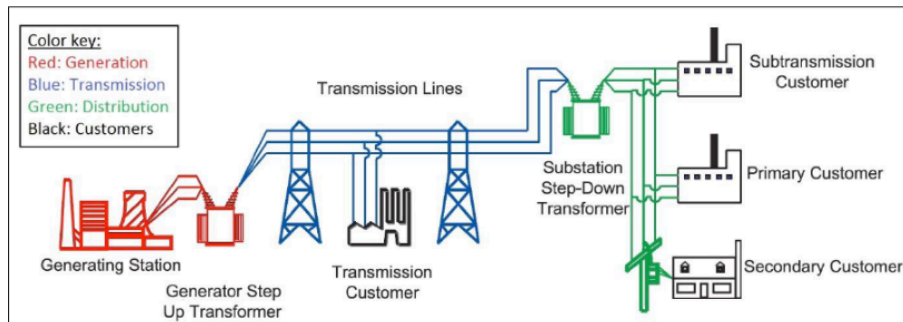 Color key:
Red: Generation
Blue: Transmission
Green: Distribution
Black: Customers
Transmission Lines
Subtransmission
Customer
Substation
Step-Down
Transformer
Primary Customer
Generating Station
Generator Step
Up Transformer
Transmission
Customer
Secondary Customer